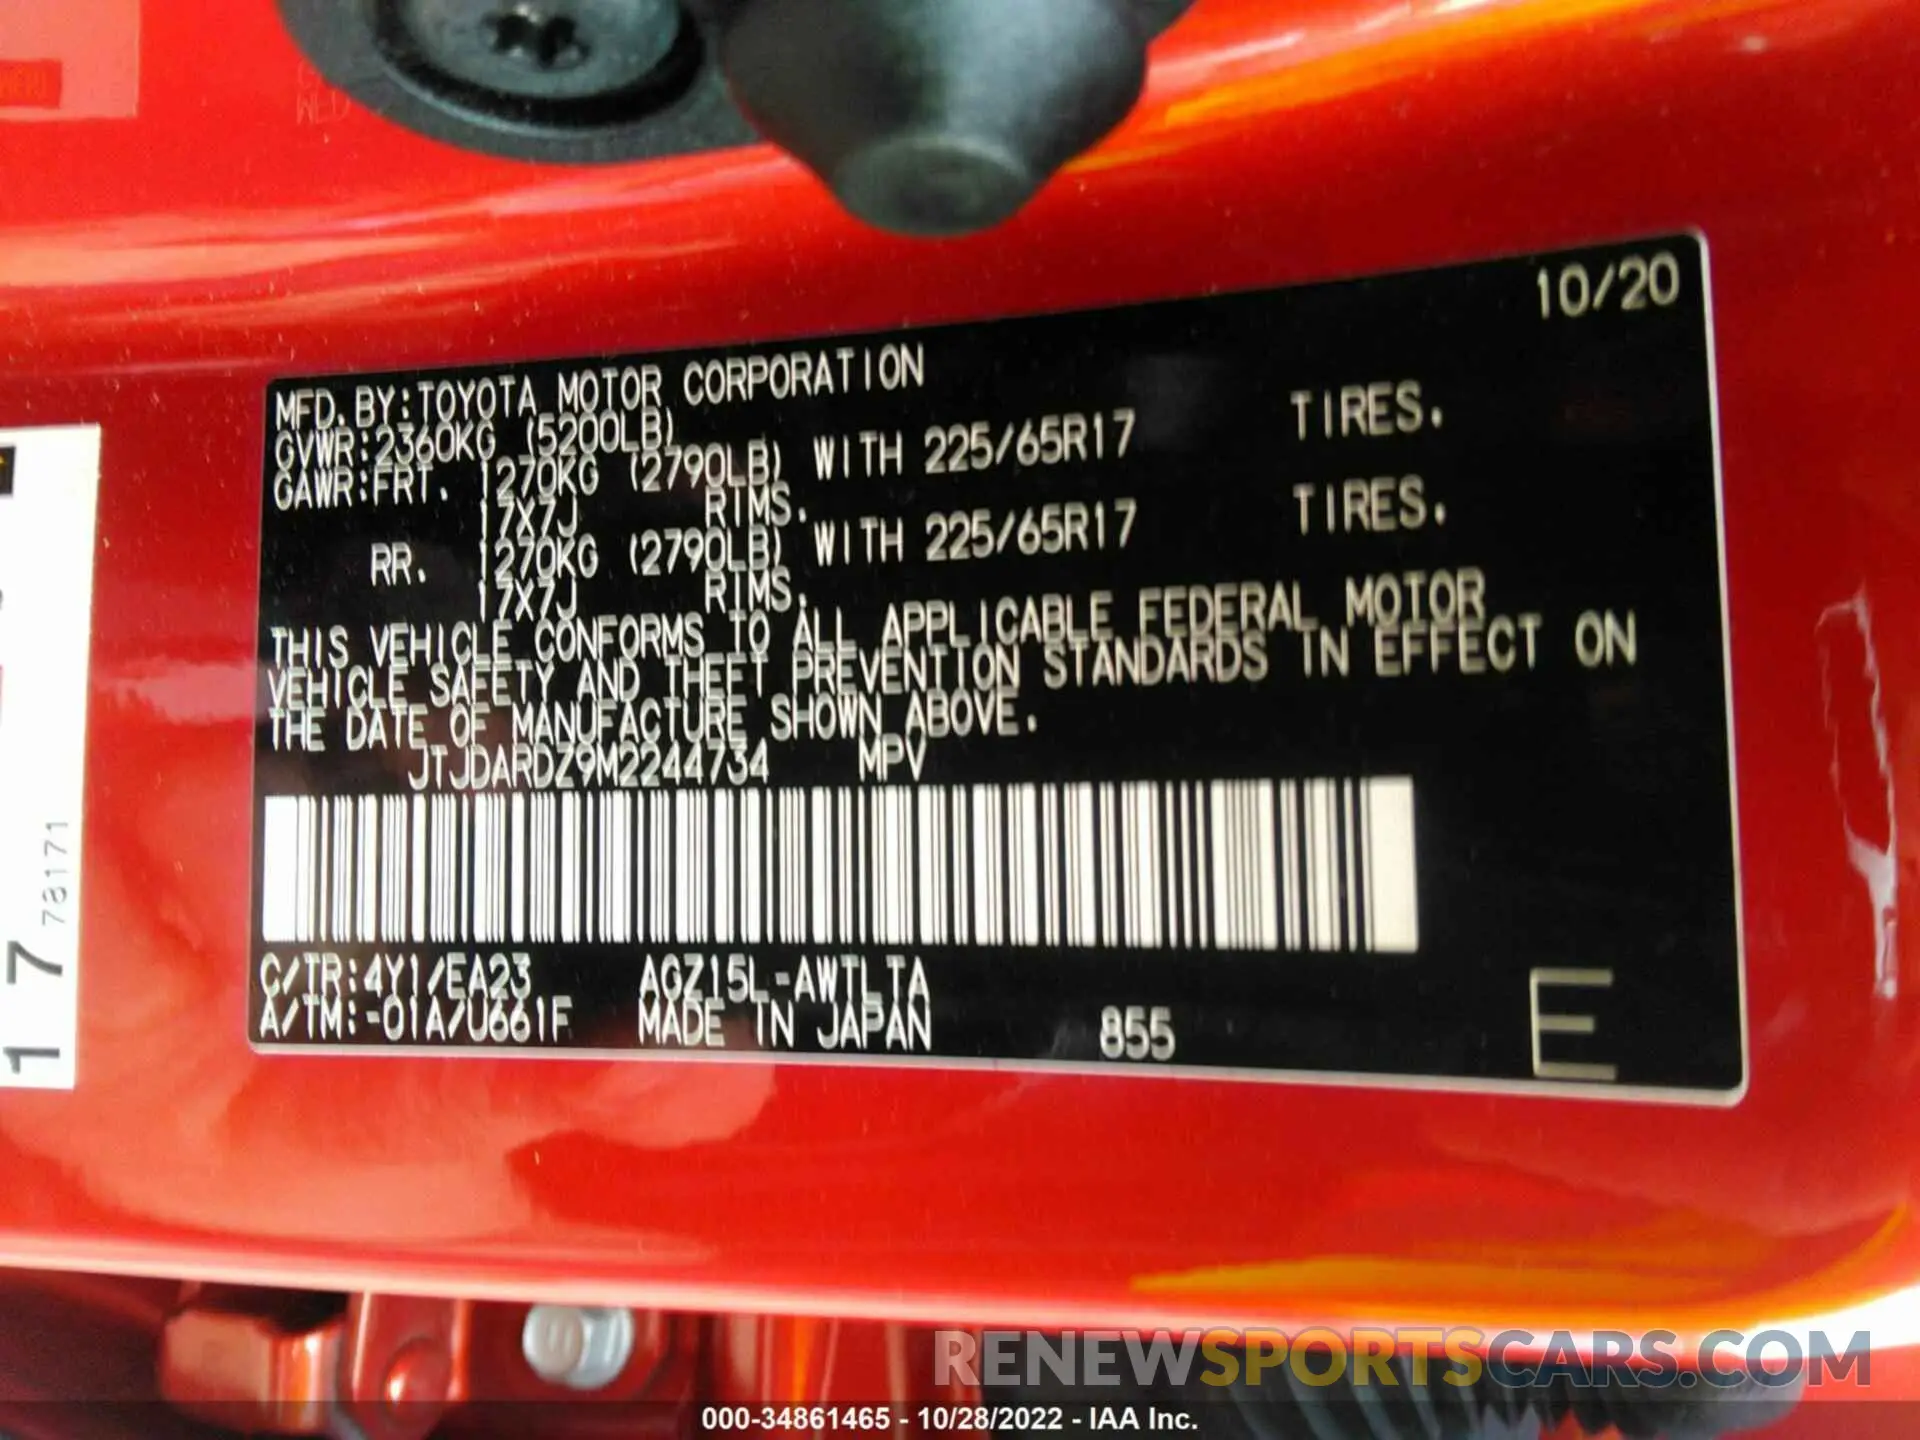 10/20
MFD. BY: TOYOTA MOTOR CORPORATION
GVWR: 2360KG (5200LB)
GAWR: FRT. 1270KG (2790LB) WITH 225/65R17 TIRES.
17X7J RIMS.
RR. 1270KG (2790LB) WITH 225/65R17 TIRES.
17X7J RIMS.
THIS VEHICLE CONFORMS TO ALL APPLICABLE FEDERAL MOTOR
VEHICLE SAFETY AND THEFT PREVENTION STANDARDS IN EFFECT ON
THE DATE OF MANUFACTURE SHOWN ABOVE.
JTJDARDZ9M2244734 MPV
C/TR: 4Y1/EA23 AGZ15L-AWTLTA
A/TM: -01A/U661F MADE IN JAPAN 855 E
17 78171
RENEWSPORTSCARS.COM
000-34861465 - 10/28/2022 - IAA Inc.